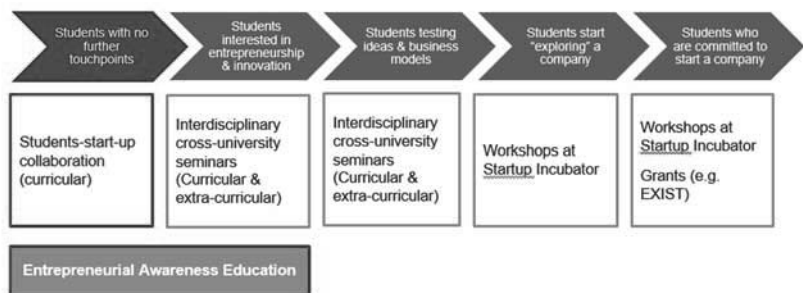 Students with no
further
touchpoints
Students
interested in
entrepreneurship
& innovation
Students testing
ideas & business
models
Students start
"exploring" a
company
Students who
are committed to
start a company
Students-start-up
collaboration
(curricular)
Interdisciplinary
cross-university
seminars
(Curricular &
extra-curricular)
Interdisciplinary
cross-university
seminars
(Curricular &
extra-curricular)
Workshops at
Startup Incubator
Workshops at
Startup Incubator
Grants (e.g.
EXIST)
Entrepreneurial Awareness Education